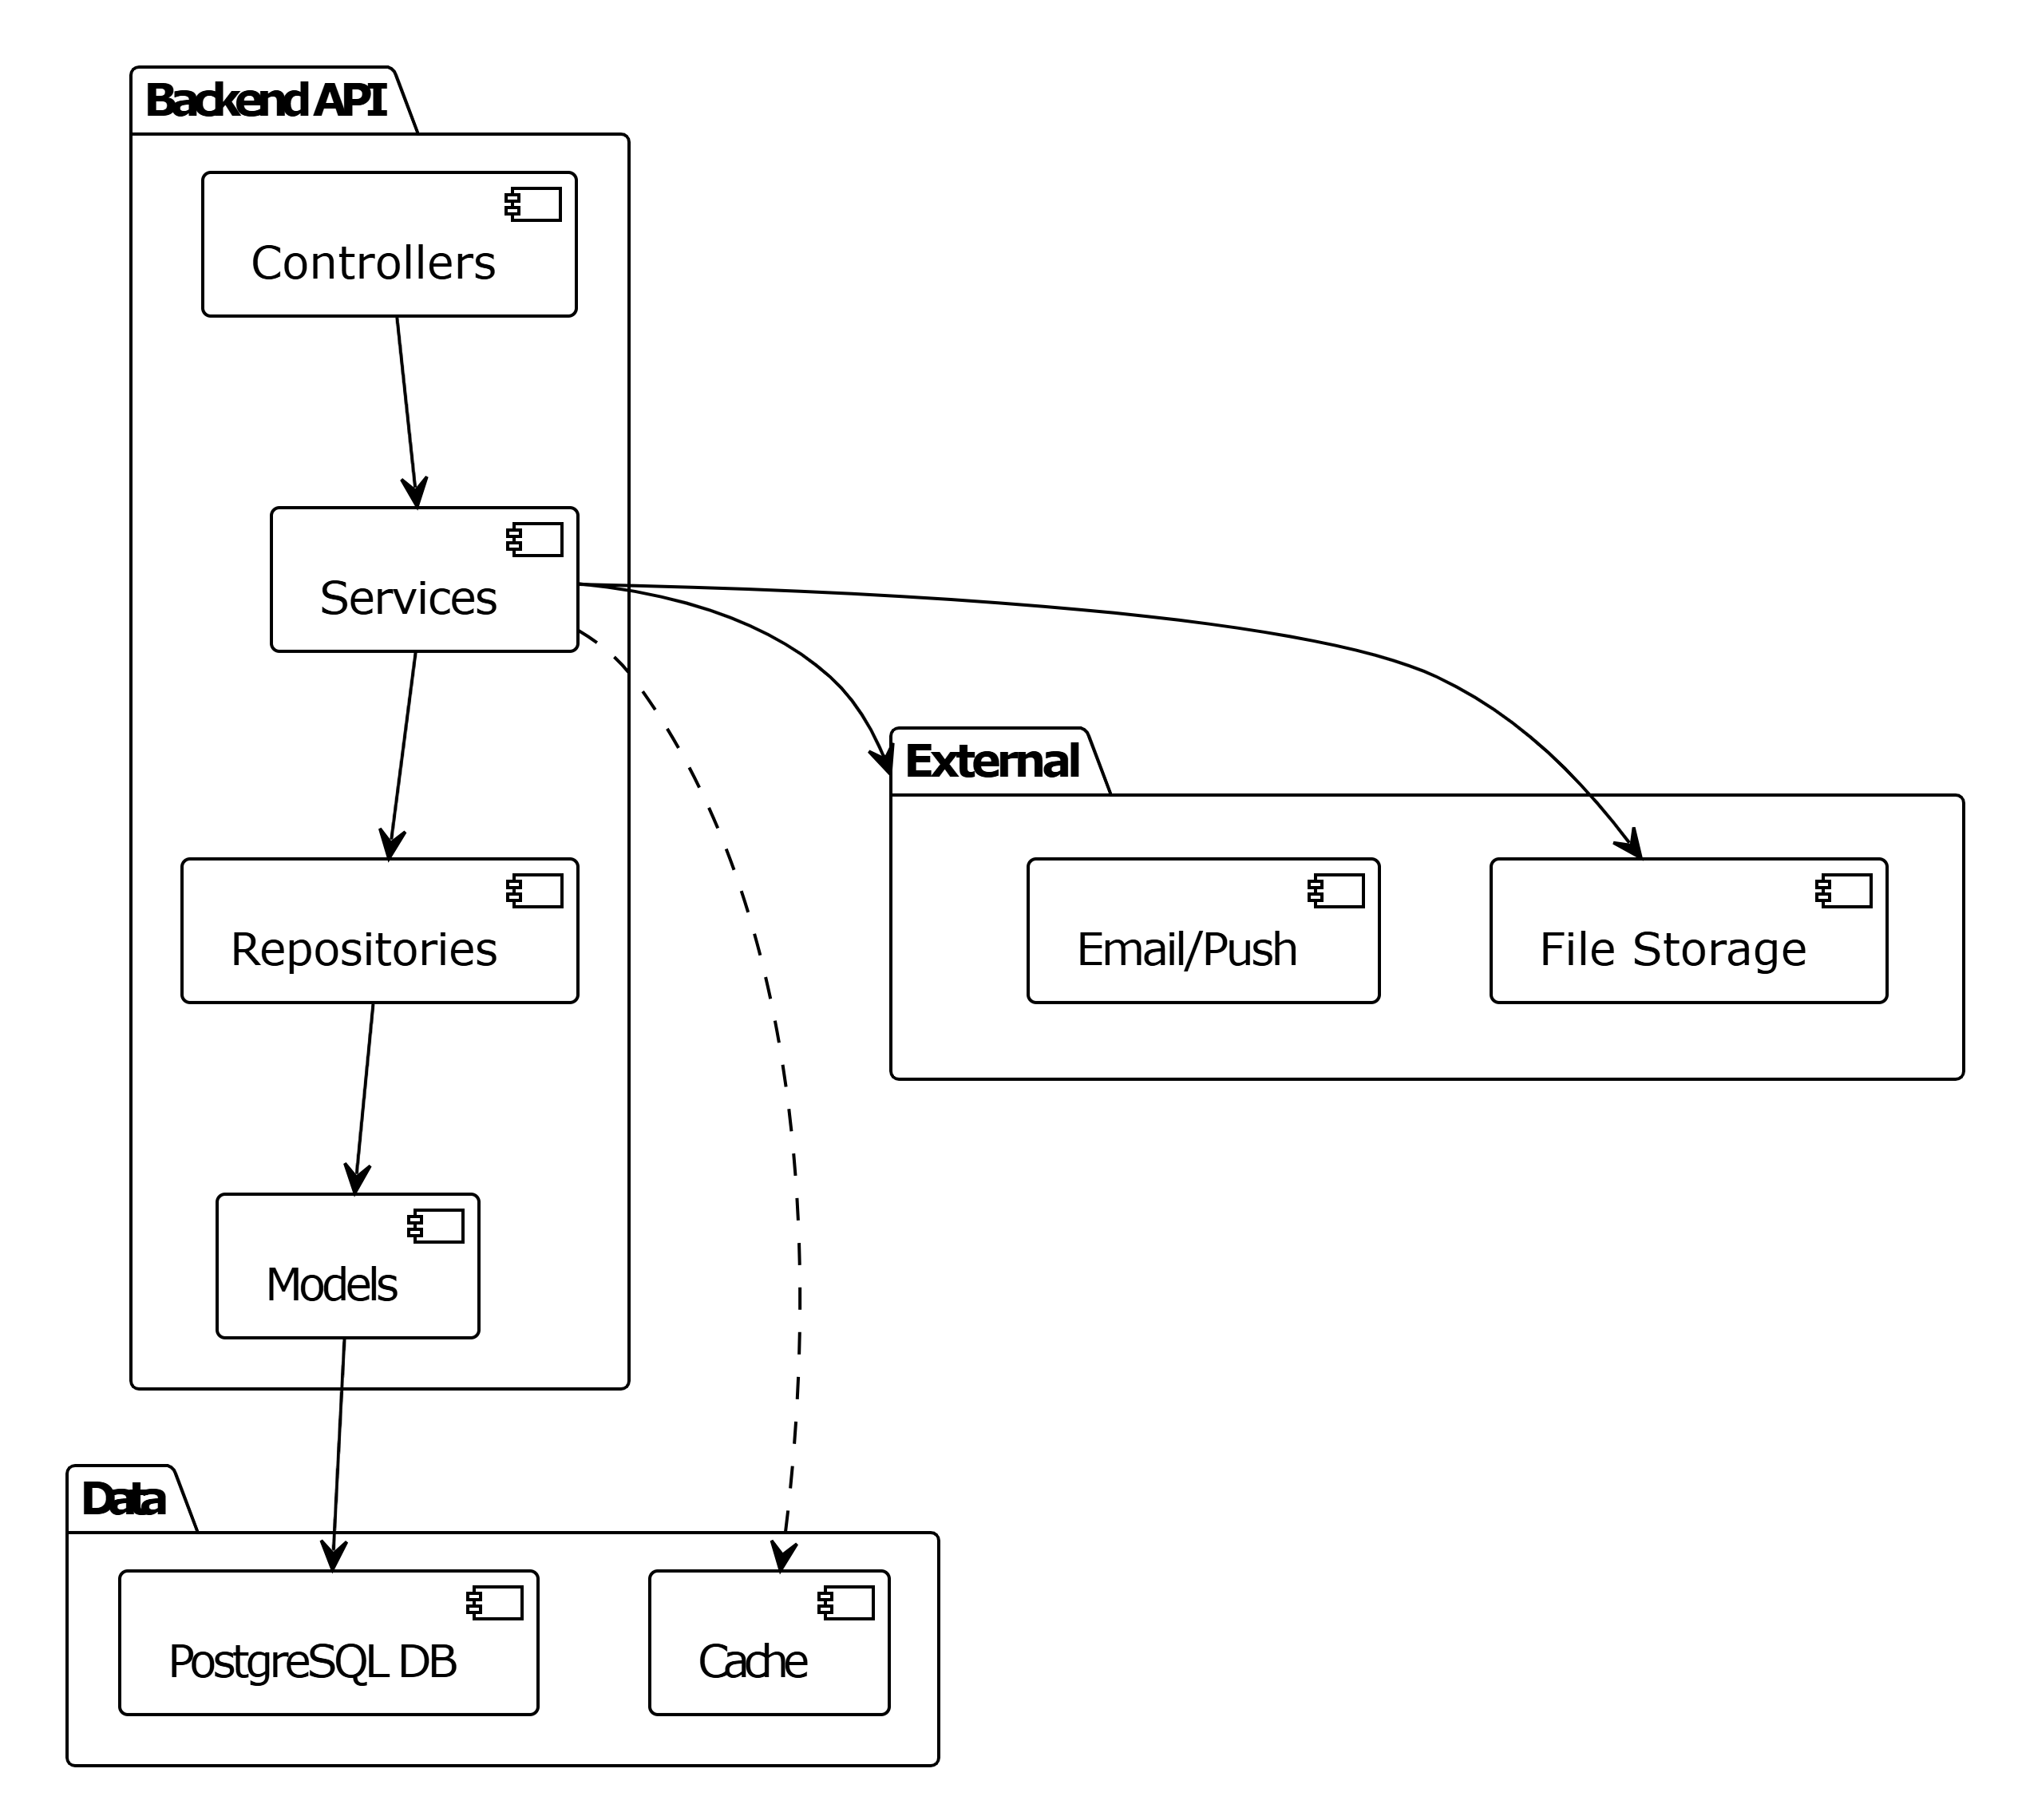 Backend API
Controllers
Services
External
Repositories
Email/Push
File Storage
Models
Data
PostgreSQL DB
Cache